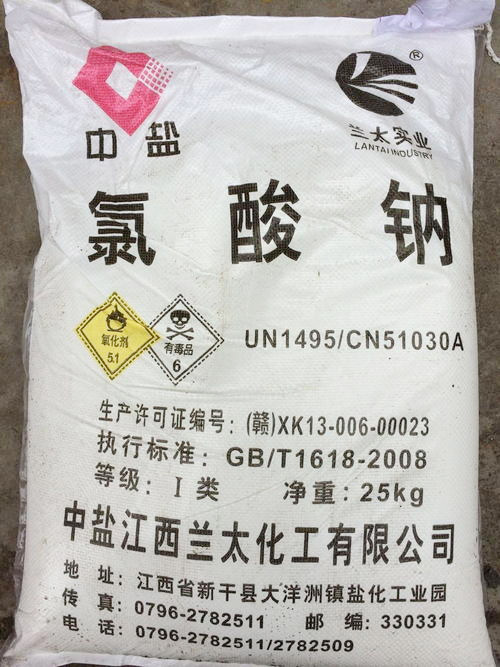 中盐
兰太实业
®
LANTAI INDUSTRY
氯酸钠
氧化剂
5.1
有毒品
6
UN1495/CN51030A
生产许可证编号：(赣)XK13-006-00023
执行标准：GB/T1618-2008
等级：I类 净重：25kg
中盐江西兰太化工有限公司
地 址：江西省新干县大洋洲镇盐化工业园
传 真：0796-2782511 邮 编：330331
电 话：0796-2782511/2782509